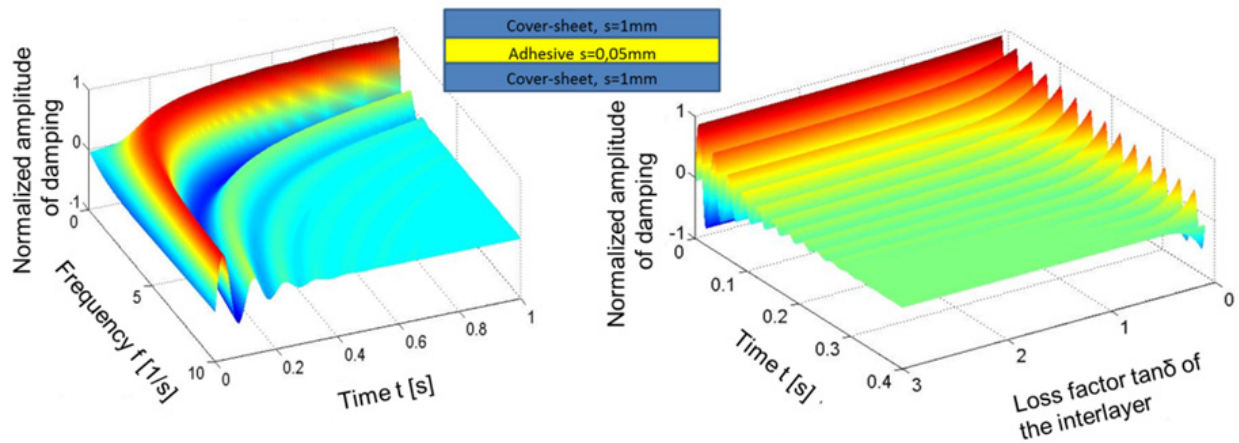 Cover-sheet, s=1mm
Adhesive s=0,05mm
Cover-sheet, s=1mm
Normalized amplitude
of damping
1
0
-1
0
5
10
Frequency f [1/s]
0
0.2
0.4
0.6
0.8
1
Time t [s]
Normalized amplitude
of damping
1
0
-1
0
0.1
0.2
0.3
0.4
Time t [s] .
3
2
1
0
Loss factor tanδ of
the interlayer